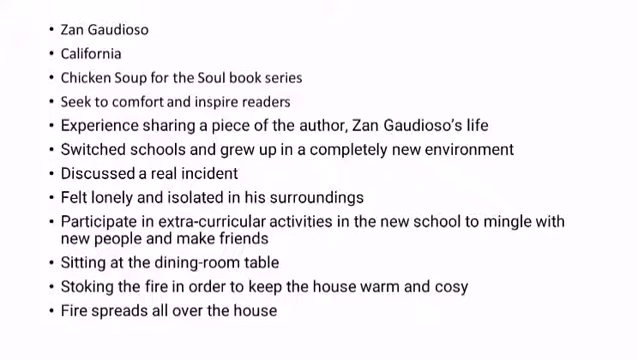 • Zan Gaudioso
• California
• Chicken Soup for the Soul book series
• Seek to comfort and inspire readers
• Experience sharing a piece of the author, Zan Gaudioso's life
• Switched schools and grew up in a completely new environment
• Discussed a real incident
• Felt lonely and isolated in his surroundings
• Participate in extra-curricular activities in the new school to mingle with
new people and make friends
• Sitting at the dining-room table
• Stoking the fire in order to keep the house warm and cosy
• Fire spreads all over the house